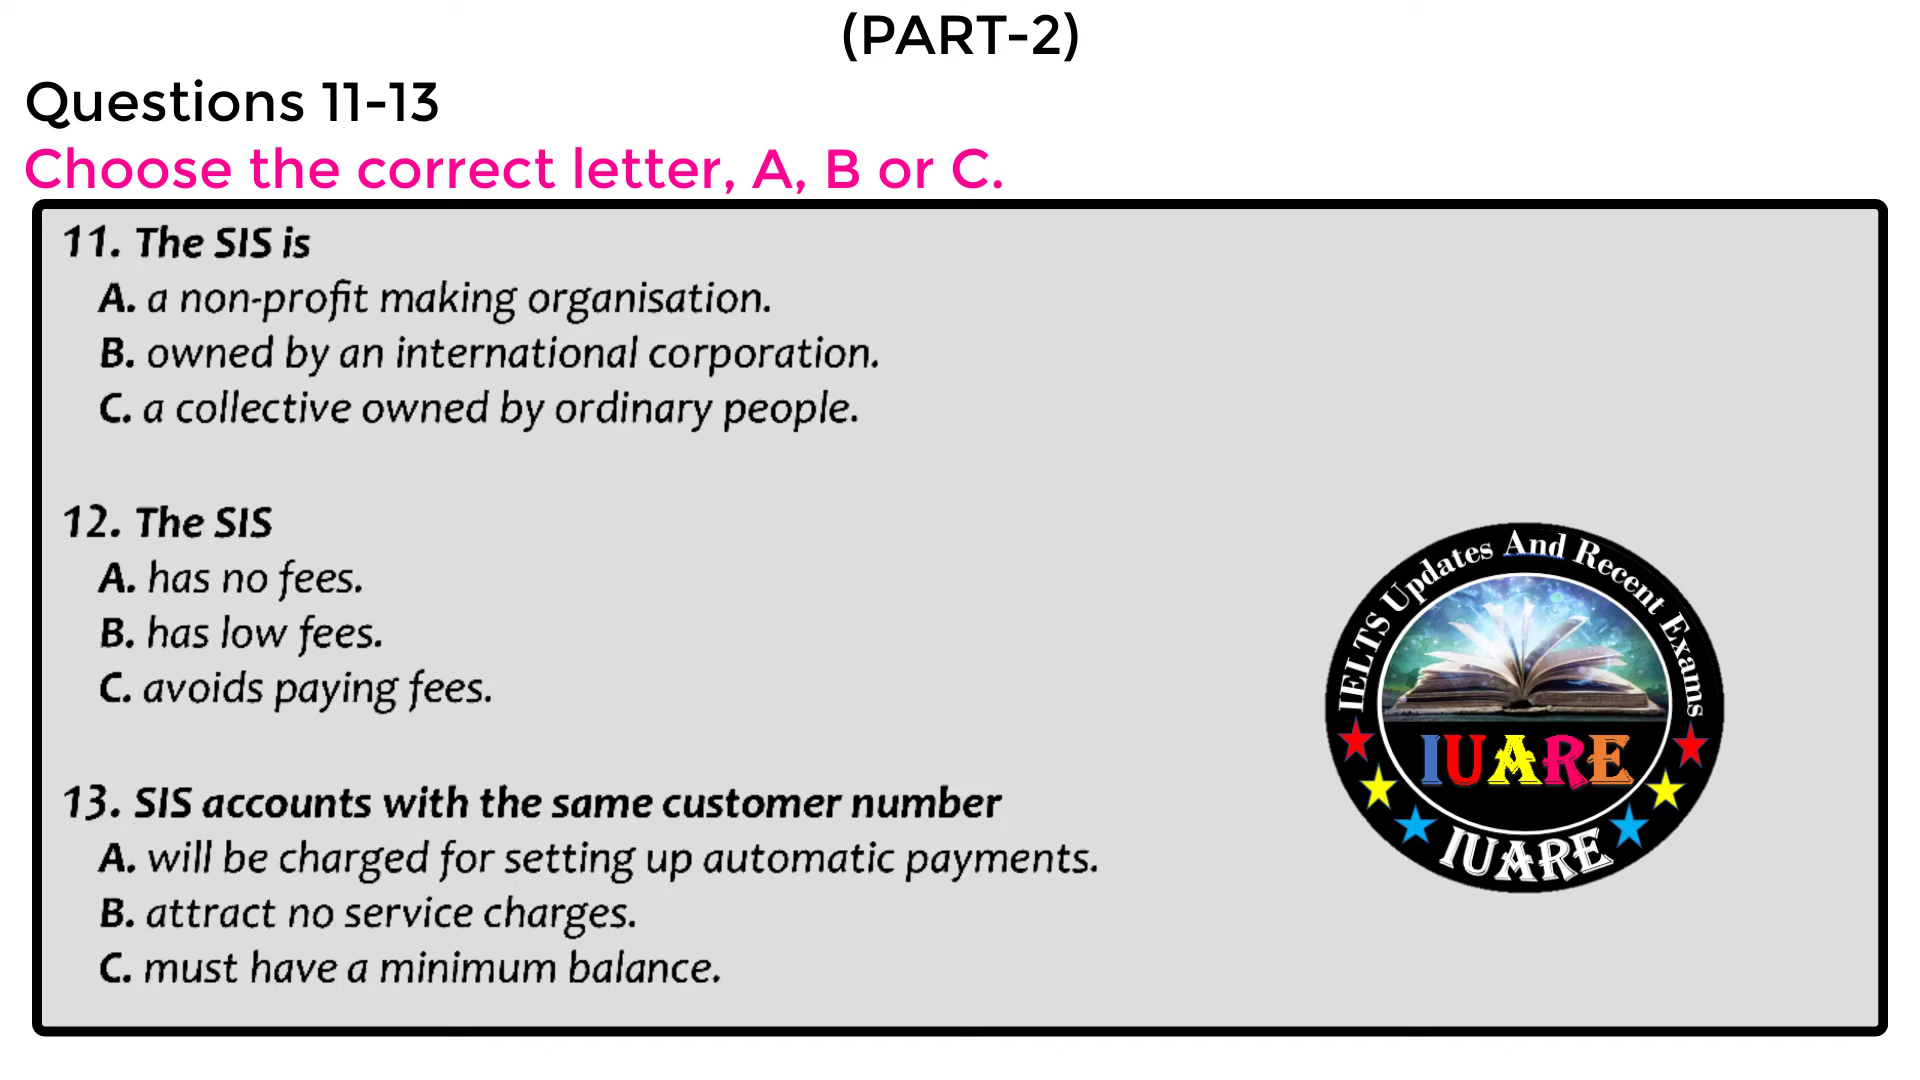 (PART-2)
Questions 11-13
Choose the correct letter, A, B or C.
11. The SIS is
A. a non-profit making organisation.
B. owned by an international corporation.
C. a collective owned by ordinary people.
12. The SIS
A. has no fees.
B. has low fees.
C. avoids paying fees.
13. SIS accounts with the same customer number
A. will be charged for setting up automatic payments.
B. attract no service charges.
C. must have a minimum balance.
IELTS Updates And Recent Exams
IUARE
IUARE